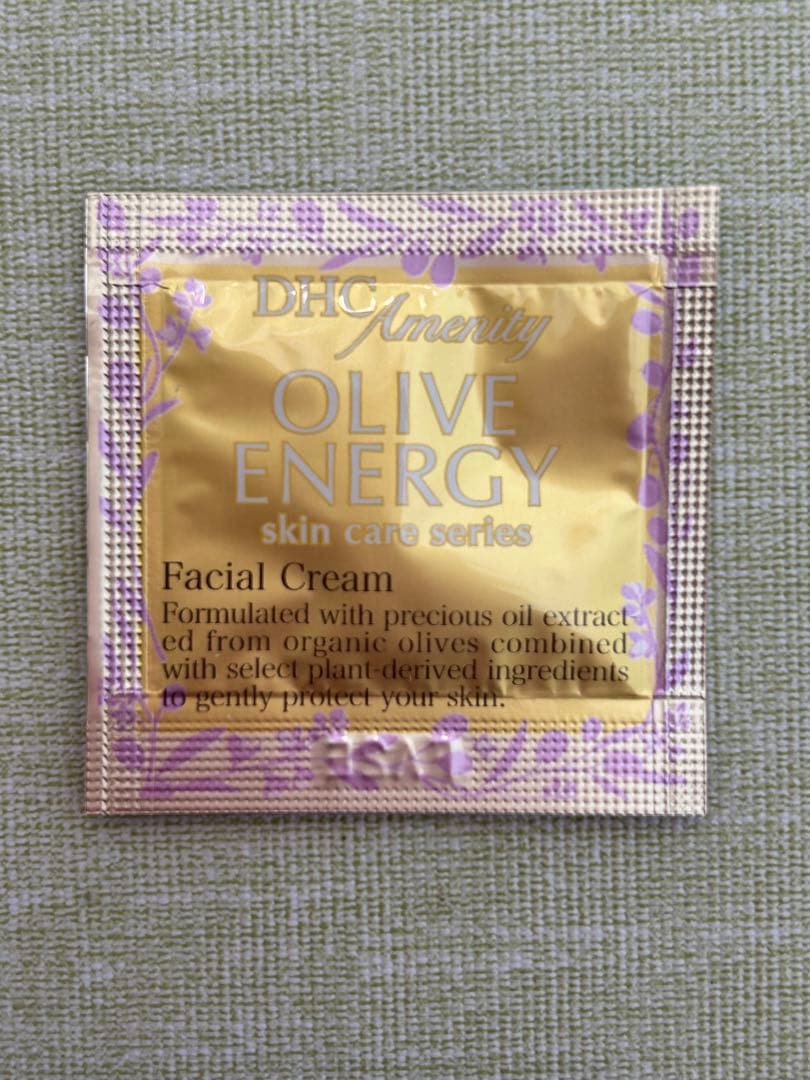 DHC Amenity
OLIVE
ENERGY
skin care series
Facial Cream
Formulated with precious oil extract-
ed from organic olives combined
with select plant-derived ingredients
to gently protect your skin.